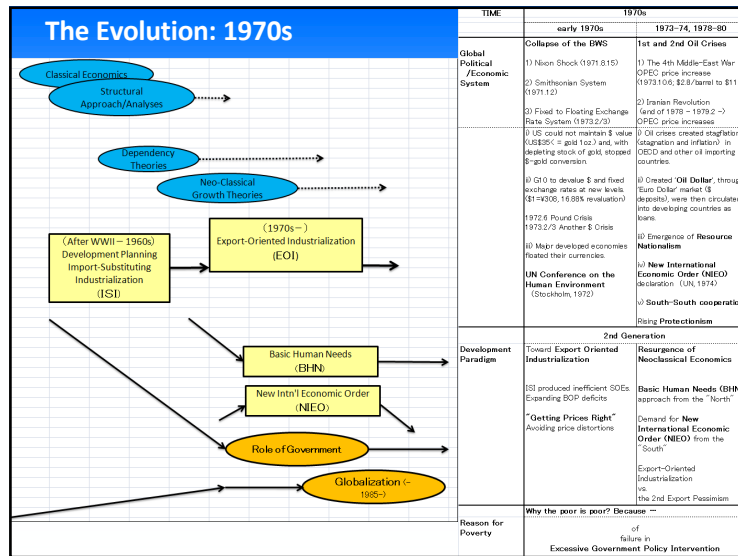 The Evolution: 1970s
Classical Economics
Structural
Approach/Analyses
Dependency
Theories
Neo-Classical
Growth Theories
(After WWII – 1960s)
Development Planning
Import-Substituting
Industrialization
(ISI)
(1970s–)
Export-Oriented Industrialization
(EOI)
Basic Human Needs
(BHN)
New Intn'l Economic Order
(NIEO)
Role of Government
Globalization (-
1985-)
TIME
1970s
early 1970s
1973-74, 1978-80
Global
Political
/Economic
System
Collapse of the BWS
1) Nixon Shock (1971.8.15)
2) Smithsonian System
(1971.12)
3) Fixed to Floating Exchange
Rate System (1973.2/3)
1st and 2nd Oil Crises
1) The 4th Middle-East War
OPEC price increase
(1973.10.6; $2.8/barrel to $11
2) Iranian Revolution
(end of 1978 - 1979.2 -)
OPEC price increases
i) US could not maintain $ value
(US$35< = gold 1oz.) and, with
depleting stock of gold, stopped
$-gold conversion.
ii) G10 to devalue $ and fixed
exchange rates at new levels.
($1=¥308, 16.88% revaluation)
1972.6 Pound Crisis
1973.2/3 Another $ Crisis
iii) Major developed economies
floated their currencies.
UN Conference on the
Human Environment
(Stockholm, 1972)
i) Oil crises created stagflation
(stagnation and inflation) in
OECD and other oil importing
countries.
ii) Created 'Oil Dollar', throug
'Euro Dollar' market ($
deposits), were then circulated
into developing countries as
loans.
iii) Emergence of Resource
Nationalism
iv) New International
Economic Order (NIEO)
declaration (UN, 1974)
v) South-South cooperatio
Rising Protectionism
2nd Generation
Development
Paradigm
Toward Export Oriented
Industrialization
ISI produced inefficient SOEs.
Expanding BOP deficits
"Getting Prices Right"
Avoiding price distortions
Resurgence of
Neoclassical Economics
Basic Human Needs (BHN
approach from the "North"
Demand for New
International Economic
Order (NIEO) from the
"South"
Export-Oriented
Industrialization
vs.
the 2nd Export Pessimism
Reason for
Poverty
Why the poor is poor? Because —
of
failure in
Excessive Government Policy Intervention